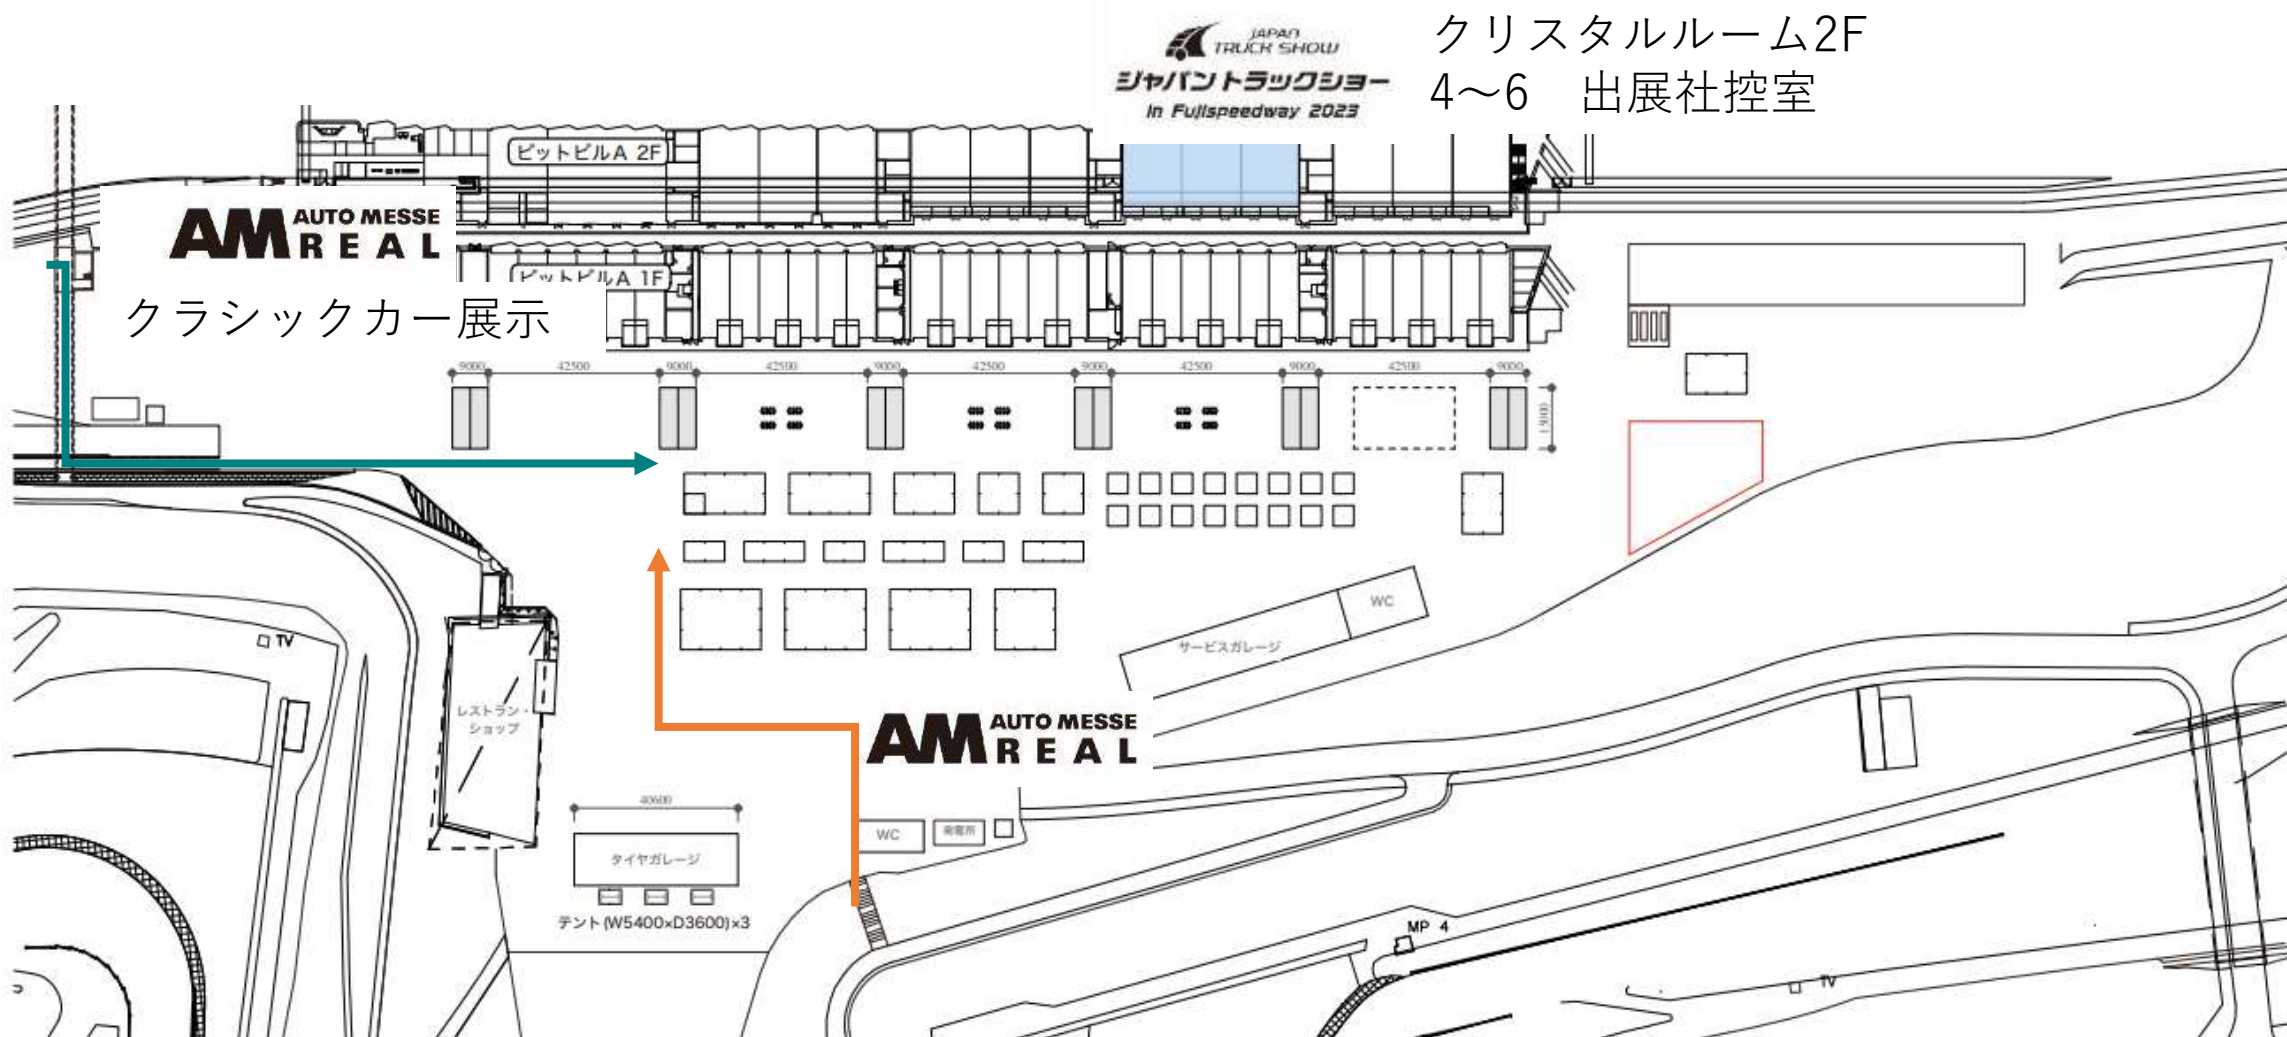 JAPAN
TRUCK SHOW
ジャパントラックショー
in Fujispeedway 2023
クリスタルルーム2F
4～6　出展社控室
ピットビルA 2F
AM AUTO MESSE
REAL
ピットビルA 1F
クラシックカー展示
9000
42500
9000
42500
9000
42500
9000
42500
9000
42500
9000
WC
サービスガレージ
TV
レストラン・
ショップ
AM AUTO MESSE
REAL
40600
WC
発電所
タイヤガレージ
テント(W5400×D3600)×3
MP 4
TV